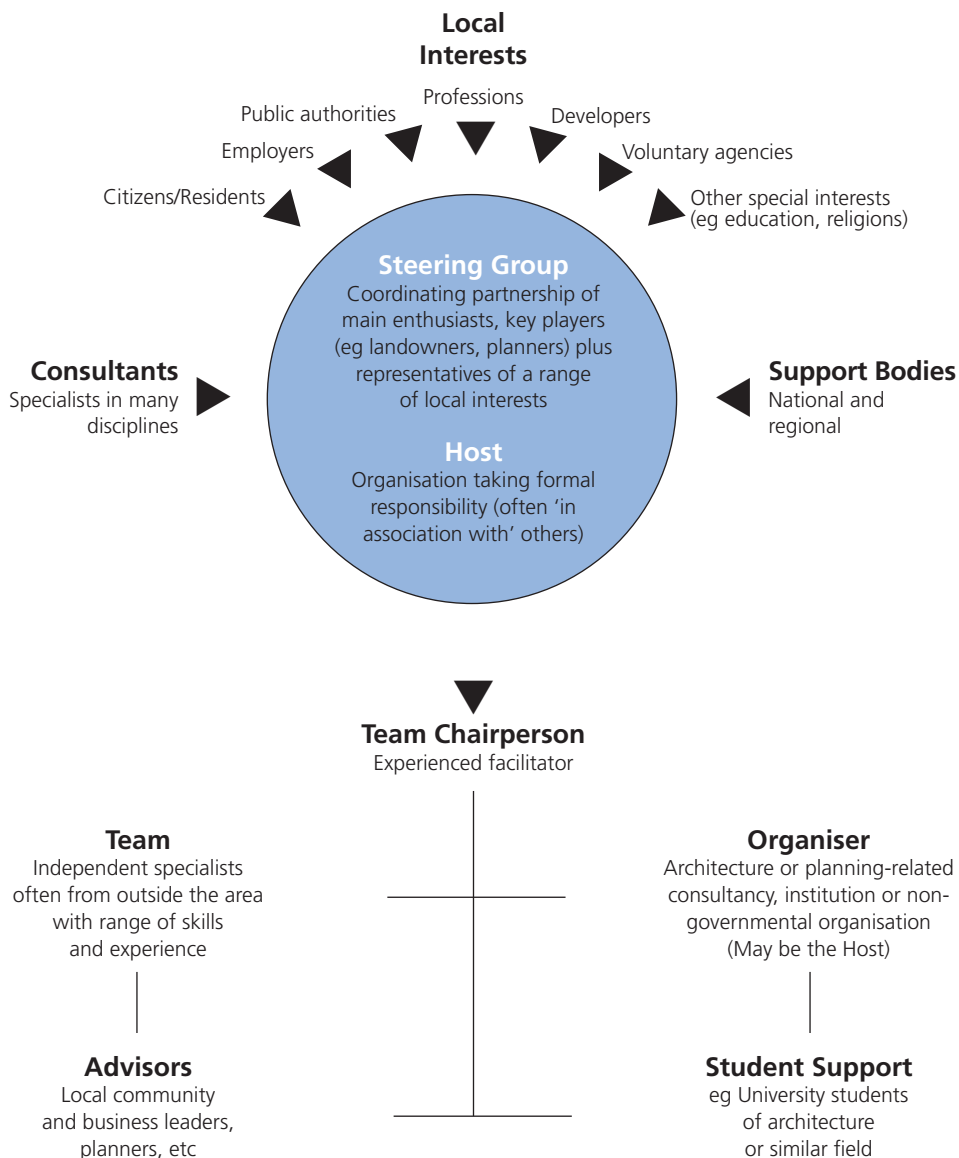 Local
Interests
Professions
Public authorities
Developers
Employers
Voluntary agencies
Citizens/Residents
Other special interests
(eg education, religions)
Steering Group
Coordinating partnership of
main enthusiasts, key players
(eg landowners, planners) plus
representatives of a range
of local interests
Host
Organisation taking formal
responsibility (often ‘in
association with’ others)
Consultants
Specialists in many
disciplines
Support Bodies
National and
regional
Team Chairperson
Experienced facilitator
Team
Independent specialists
often from outside the area
with range of skills
and experience
Organiser
Architecture or planning-related
consultancy, institution or non-
governmental organisation
(May be the Host)
Advisors
Local community
and business leaders,
planners, etc
Student Support
eg University students
of architecture
or similar field